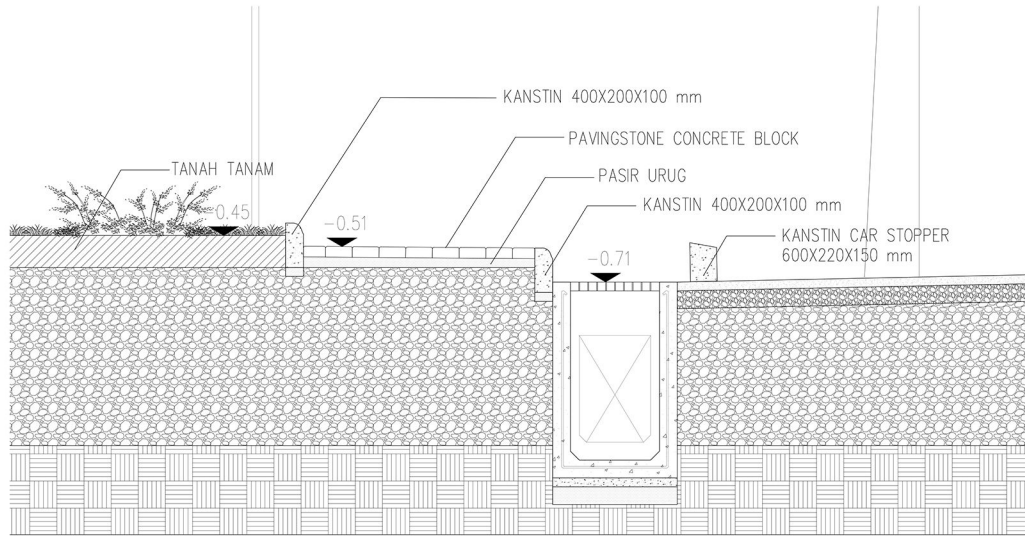 KANSTIN 400X200X100 mm
PAVINGSTONE CONCRETE BLOCK
TANAH TANAM
PASIR URUG
KANSTIN 400X200X100 mm
-0.45
-0.51
KANSTIN CAR STOPPER
600X220X150 mm
-0.71